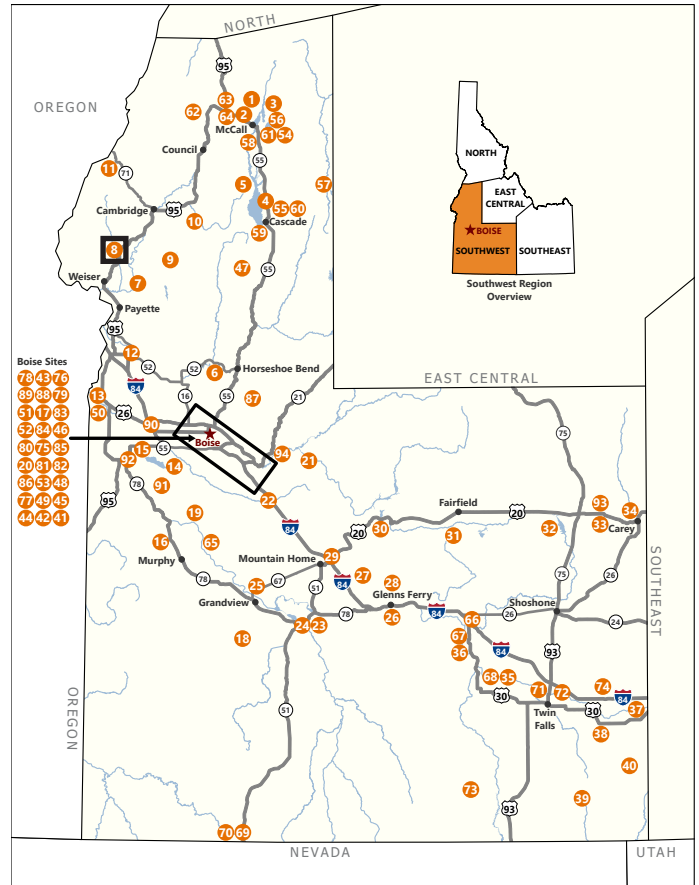 NORTH
OREGON
95
63
1
3
62
64
2
56
McCall
61
54
58
Council
55
11
71
5
57
4
Cambridge
95
55
60
10
Cascade
59
8
9
47
55
Weiser
7
Payette
95
12
52
52
6
Horseshoe Bend
84
16
55
87
21
13
50
26
90
Boise
15
55
14
92
94
21
78
91
95
22
NORTH
EAST
CENTRAL
BOISE
SOUTHWEST
SOUTHEAST
Southwest Region
Overview
EAST CENTRAL
Boise Sites
78 43 76
89 88 79
51 17 83
52 84 46
80 75 85
20 81 82
86 53 48
77 49 45
44 42 41
19
84
16
65
Murphy
Mountain Home
29
20
30
Fairfield
20
31
32
75
93
33
34
Carey
78
67
25
Grandview
51
84
27
28
Glenns Ferry
78
26
24
23
18
84
66
26
Shoshone
75
26
24
67
36
84
93
SOUTHEAST
68
35
30
71
72
74
84
30
37
Twin
Falls
38
OREGON
51
40
73
93
39
70
69
NEVADA
UTAH